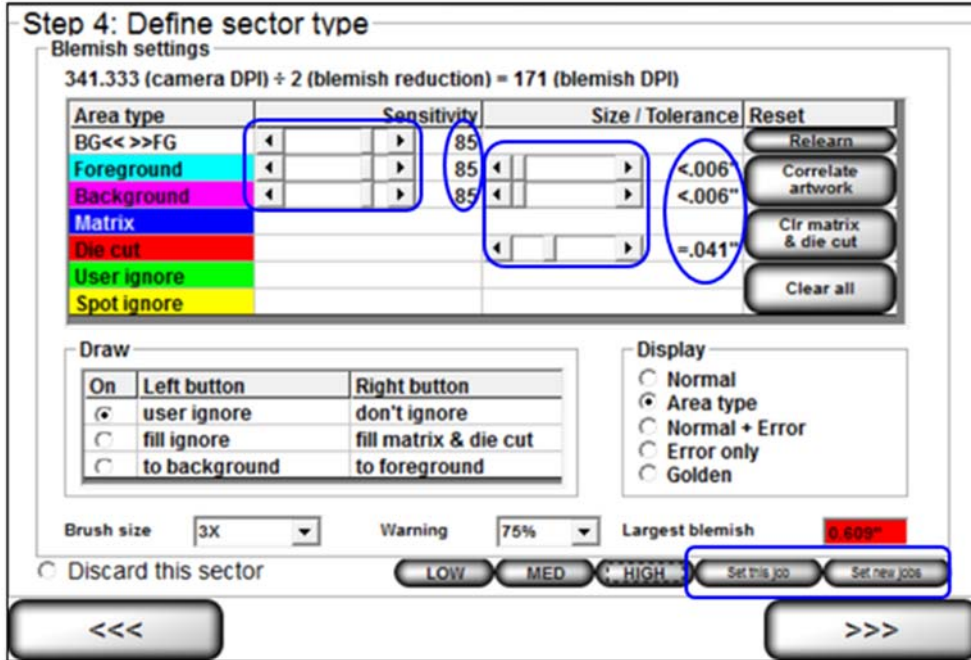 Step 4: Define sector type
Blemish settings
341.333 (camera DPI) ÷ 2 (blemish reduction) = 171 (blemish DPI)
Area type Sensitivity Size / Tolerance Reset
BG<< >>FG 85 Relearn
Foreground 85 <.006" Correlate artwork
Background 85 <.006"
Matrix Clr matrix & die cut
Die cut =.041"
User ignore Clear all
Spot ignore
Draw
On Left button Right button
user ignore don't ignore
fill ignore fill matrix & die cut
to background to foreground
Display
Normal
Area type
Normal + Error
Error only
Golden
Brush size 3X Warning 75% Largest blemish 0.609"
Discard this sector LOW MED HIGH Set this job Set new jobs
<<< >>>